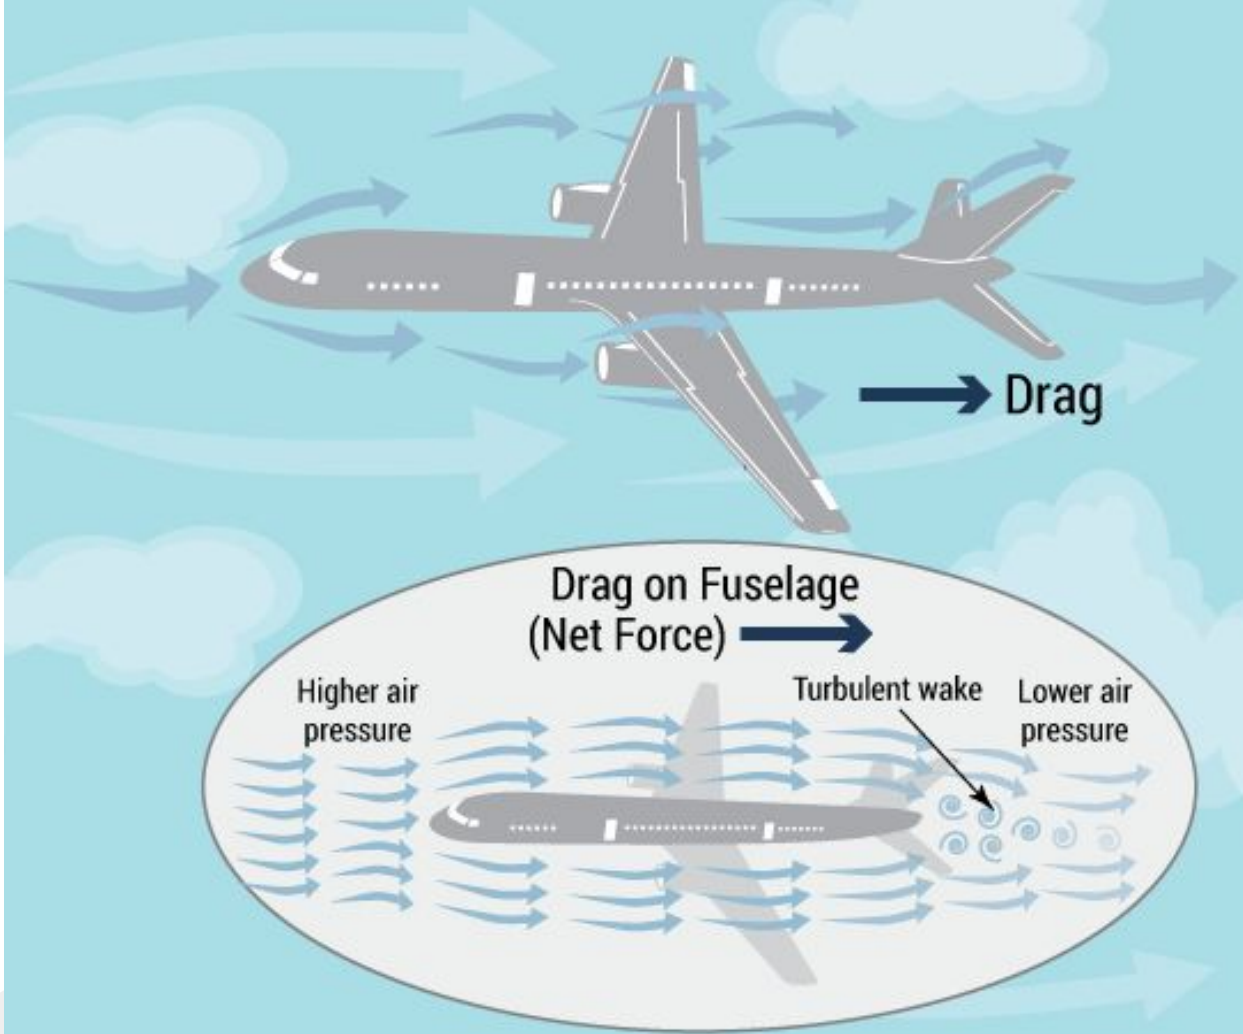 Drag
Drag on Fuselage
(Net Force)
Higher air
pressure
Turbulent wake
Lower air
pressure